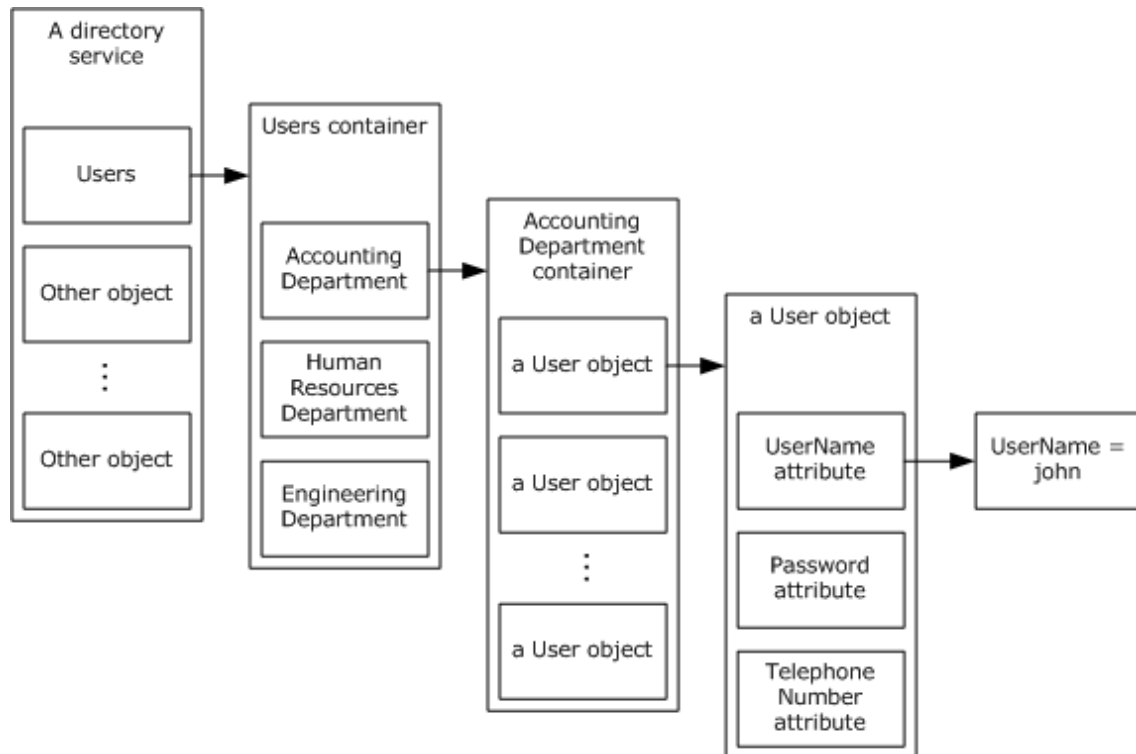 A directory
service
Users
Other object
Other object
Users container
Accounting
Department
Human
Resources
Department
Engineering
Department
Accounting
Department
container
a User object
a User object
a User object
a User object
UserName
attribute
Password
attribute
Telephone
Number
attribute
UserName =
john